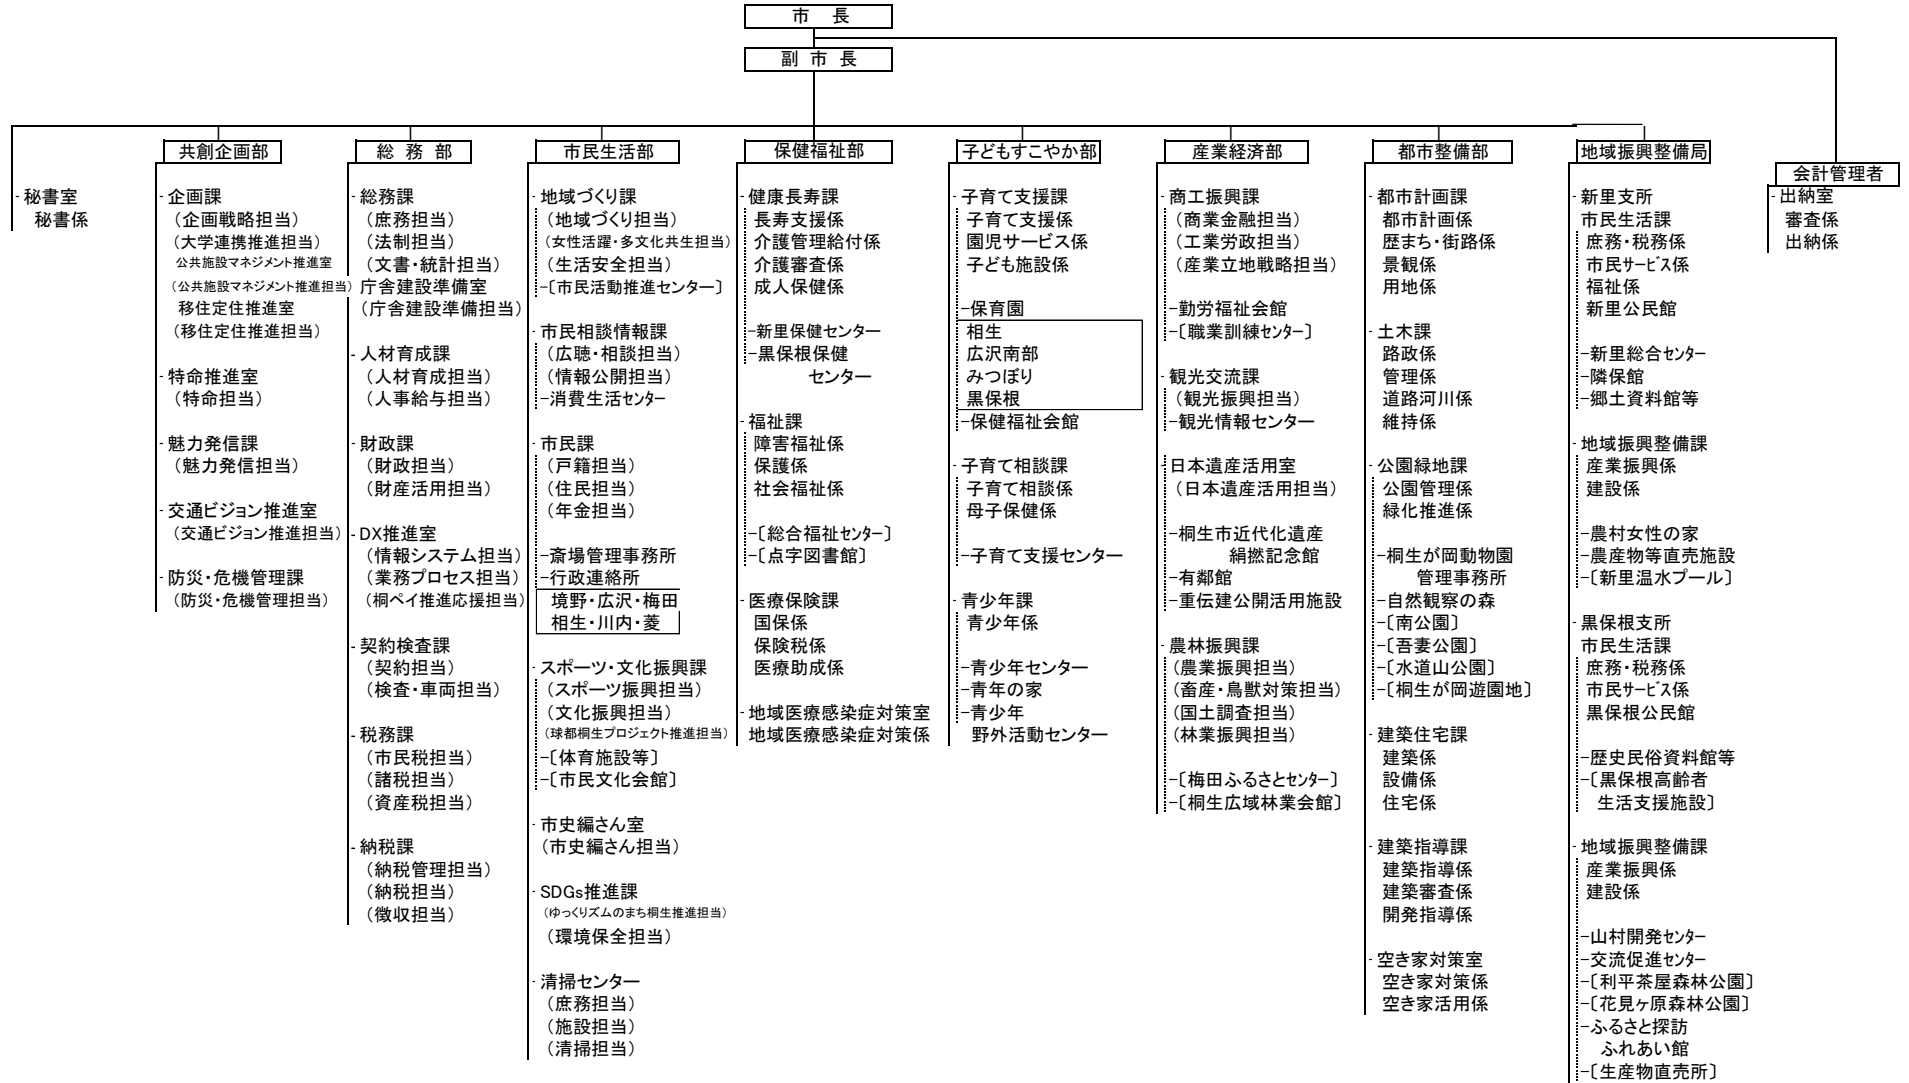 市　長
副 市 長
秘書室
秘書係
共創企画部
企画課
（企画戦略担当）
（大学連携推進担当）
公共施設マネジメント推進室
（公共施設マネジメント推進担当）
移住定住推進室
（移住定住推進担当）
特命推進室
（特命担当）
魅力発信課
（魅力発信担当）
交通ビジョン推進室
（交通ビジョン推進担当）
防災・危機管理課
（防災・危機管理担当）
総 務 部
総務課
（庶務担当）
（法制担当）
（文書・統計担当）
庁舎建設準備室
（庁舎建設準備担当）
人材育成課
（人材育成担当）
（人事給与担当）
財政課
（財政担当）
（財産活用担当）
DX推進室
（情報システム担当）
（業務プロセス担当）
（桐ペイ推進応援担当）
契約検査課
（契約担当）
（検査・車両担当）
税務課
（市民税担当）
（諸税担当）
（資産税担当）
納税課
（納税管理担当）
（納税担当）
（徴収担当）
市民生活部
地域づくり課
（地域づくり担当）
（女性活躍・多文化共生担当）
（生活安全担当）
〔市民活動推進センター〕
市民相談情報課
（広聴・相談担当）
（情報公開担当）
消費生活センター
市民課
（戸籍担当）
（住民担当）
（年金担当）
斎場管理事務所
行政連絡所
境野・広沢・梅田
相生・川内・菱
スポーツ・文化振興課
（スポーツ振興担当）
（文化振興担当）
（球都桐生プロジェクト推進担当）
〔体育施設等〕
〔市民文化会館〕
市史編さん室
（市史編さん担当）
SDGs推進課
（ゆっくりズムのまち桐生推進担当）
（環境保全担当）
清掃センター
（庶務担当）
（施設担当）
（清掃担当）
保健福祉部
健康長寿課
長寿支援係
介護管理給付係
介護審査係
成人保健係
新里保健センター
黒保根保健
センター
福祉課
障害福祉係
保護係
社会福祉係
〔総合福祉センター〕
〔点字図書館〕
医療保険課
国保係
保険税係
医療助成係
地域医療感染症対策室
地域医療感染症対策係
子どもすこやか部
子育て支援課
子育て支援係
園児サービス係
子ども施設係
保育園
相生
広沢南部
みつぼり
黒保根
保健福祉会館
子育て相談課
子育て相談係
母子保健係
子育て支援センター
青少年課
青少年係
青少年センター
青年の家
青少年
野外活動センター
産業経済部
商工振興課
（商業金融担当）
（工業労政担当）
（産業立地戦略担当）
勤労福祉会館
〔職業訓練センター〕
観光交流課
（観光振興担当）
観光情報センター
日本遺産活用室
（日本遺産活用担当）
桐生市近代化遺産
絹撚記念館
有鄰館
重伝建公開活用施設
農林振興課
（農業振興担当）
（畜産・鳥獣対策担当）
（国土調査担当）
（林業振興担当）
〔梅田ふるさとセンター〕
〔桐生広域林業会館〕
都市整備部
都市計画課
都市計画係
歴まち・街路係
景観係
用地係
土木課
路政係
管理係
道路河川係
維持係
公園緑地課
公園管理係
緑化推進係
桐生が岡動物園
管理事務所
自然観察の森
〔南公園〕
〔吾妻公園〕
〔水道山公園〕
〔桐生が岡遊園地〕
建築住宅課
建築係
設備係
住宅係
建築指導課
建築指導係
建築審査係
開発指導係
空き家対策室
空き家対策係
空き家活用係
地域振興整備局
新里支所
市民生活課
庶務・税務係
市民サービス係
福祉係
新里公民館
新里総合センター
隣保館
郷土資料館等
地域振興整備課
産業振興係
建設係
農村女性の家
農産物等直売施設
〔新里温水プール〕
黒保根支所
市民生活課
庶務・税務係
市民サービス係
黒保根公民館
歴史民俗資料館等
〔黒保根高齢者
生活支援施設〕
地域振興整備課
産業振興係
建設係
山村開発センター
交流促進センター
〔利平茶屋森林公園〕
〔花見ヶ原森林公園〕
ふるさと探訪
ふれあい館
〔生産物直売所〕
会計管理者
出納室
審査係
出納係